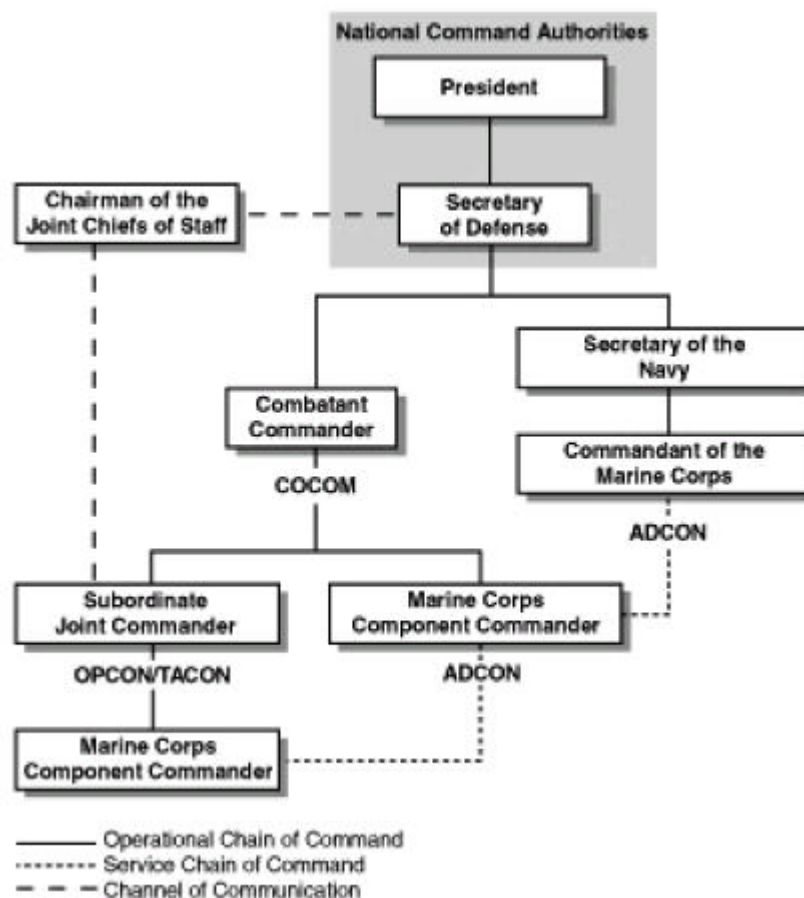 National Command Authorities
President
Chairman of the
Joint Chiefs of Staff
Secretary
of Defense
Secretary of the
Navy
Combatant
Commander
COCOM
Commandant of the
Marine Corps
ADCON
Subordinate
Joint Commander
Marine Corps
Component Commander
OPCON/TACON
ADCON
Marine Corps
Component Commander
Operational Chain of Command
Service Chain of Command
Channel of Communication